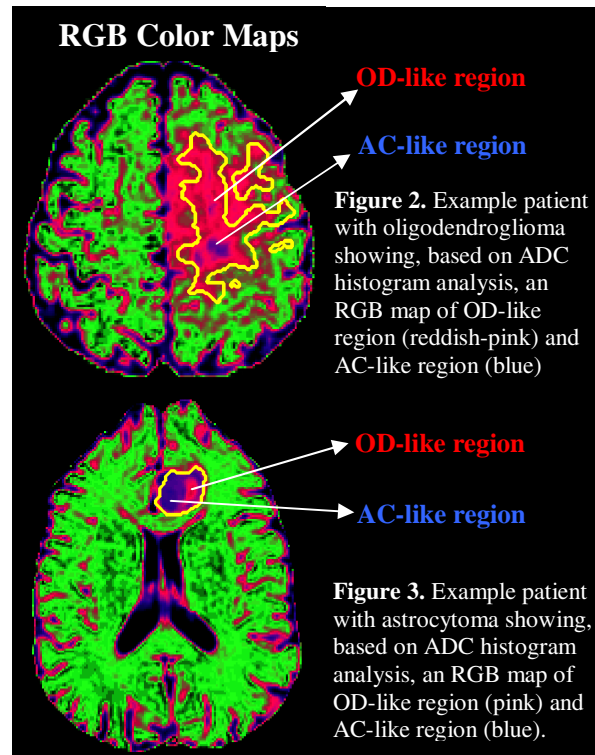 RGB Color Maps
OD-like region
AC-like region
Figure 2. Example patient
with oligodendroglioma
showing, based on ADC
histogram analysis, an
RGB map of OD-like
region (reddish-pink) and
AC-like region (blue)
OD-like region
AC-like region
Figure 3. Example patient
with astrocytoma showing,
based on ADC histogram
analysis, an RGB map of
OD-like region (pink) and
AC-like region (blue).